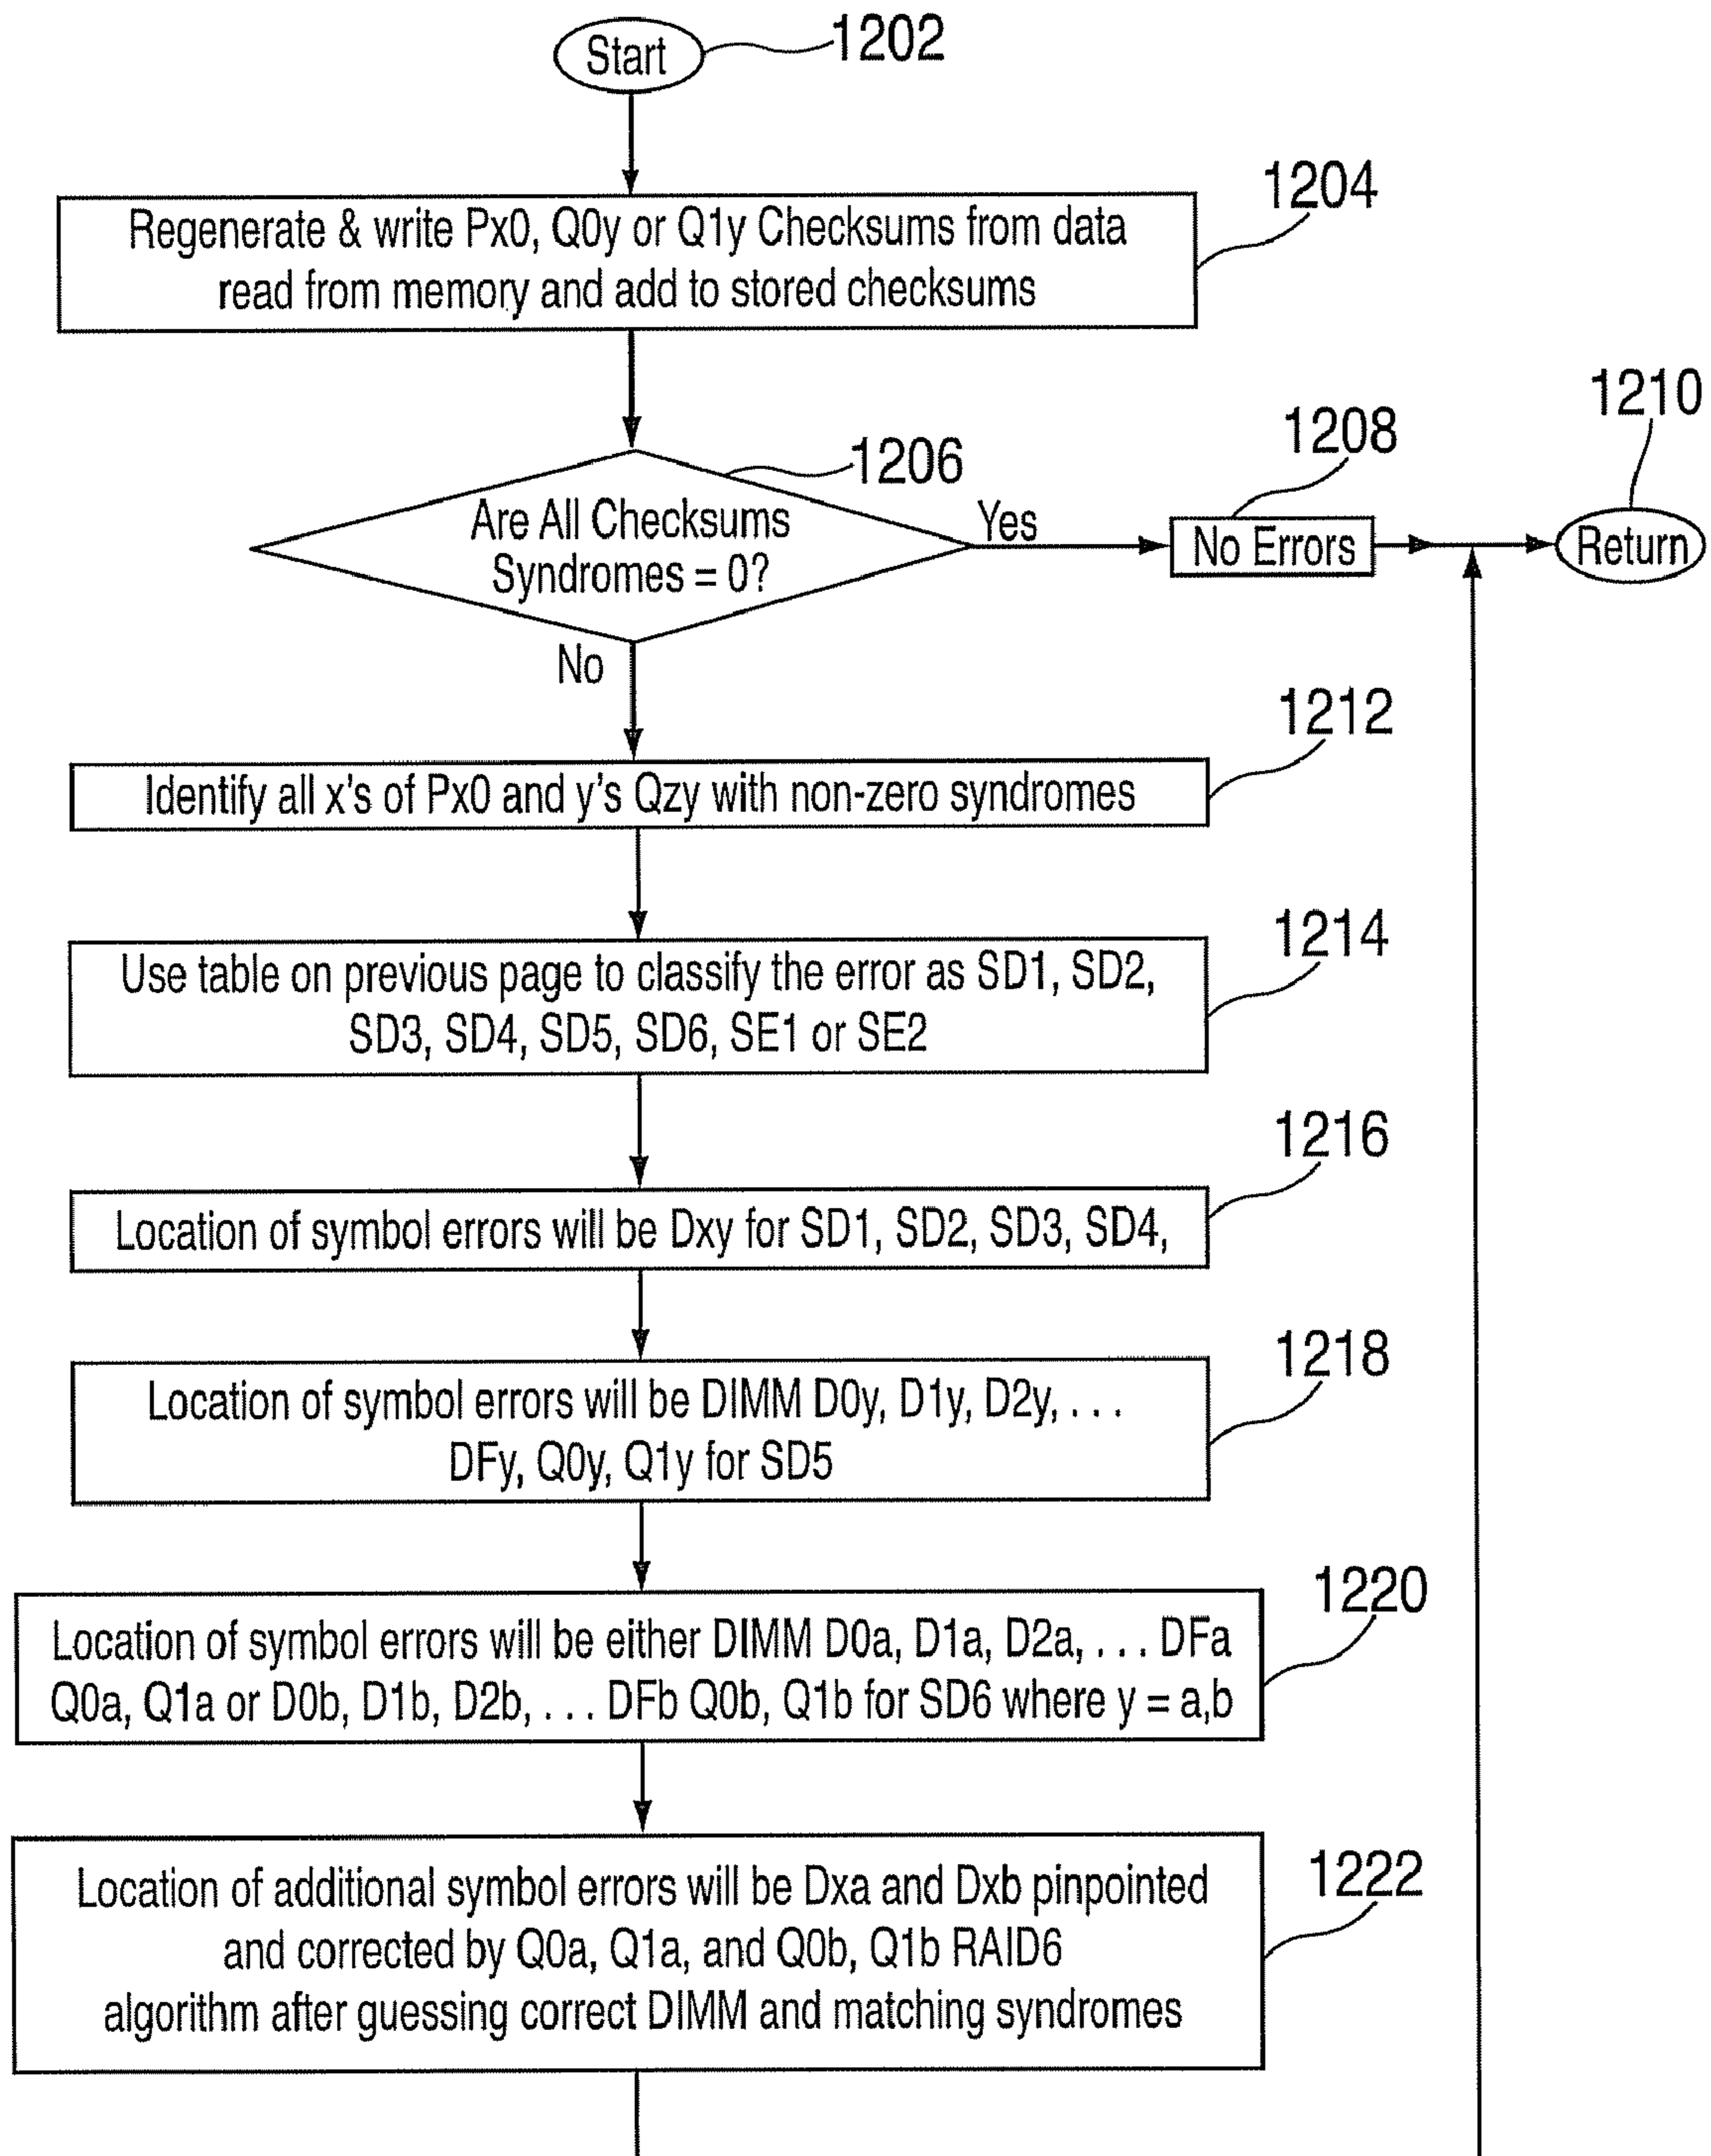 Start
1202
1204
Regenerate & write Px0, Q0y or Q1y Checksums from data
read from memory and add to stored checksums
1206
Are All Checksums
Syndromes = 0?
Yes
1208
No Errors
1210
Return
No
1212
Identify all x's of Px0 and y's Qzy with non-zero syndromes
1214
Use table on previous page to classify the error as SD1, SD2,
SD3, SD4, SD5, SD6, SE1 or SE2
1216
Location of symbol errors will be Dxy for SD1, SD2, SD3, SD4,
1218
Location of symbol errors will be DIMM D0y, D1y, D2y, . . .
DFy, Q0y, Q1y for SD5
1220
Location of symbol errors will be either DIMM D0a, D1a, D2a, . . . DFa
Q0a, Q1a or D0b, D1b, D2b, . . . DFb Q0b, Q1b for SD6 where y = a,b
1222
Location of additional symbol errors will be Dxa and Dxb pinpointed
and corrected by Q0a, Q1a, and Q0b, Q1b RAID6
algorithm after guessing correct DIMM and matching syndromes